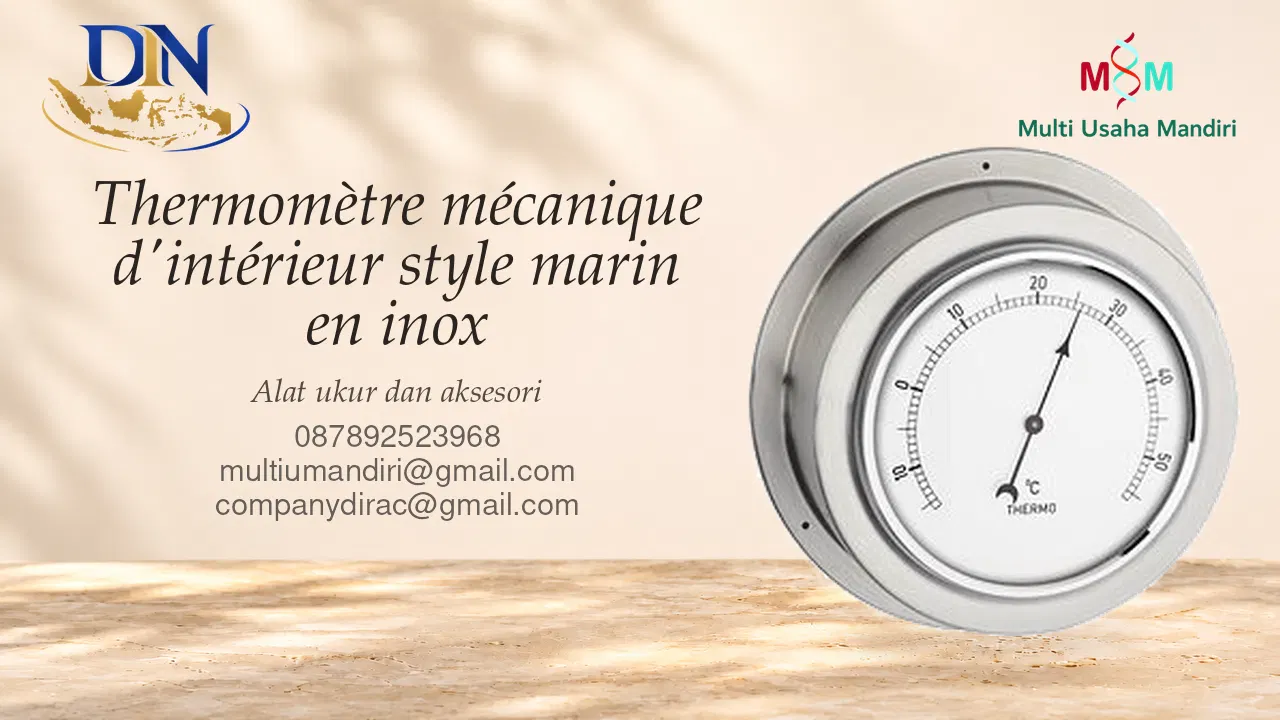 DIN
M M
Multi Usaha Mandiri
Thermomètre mécanique
d'intérieur style marin
en inox
Alat ukur dan aksesori
087892523968
multiumandiri@gmail.com
companydirac@gmail.com
10 0 10 20 30 40 50
°C
THERMO